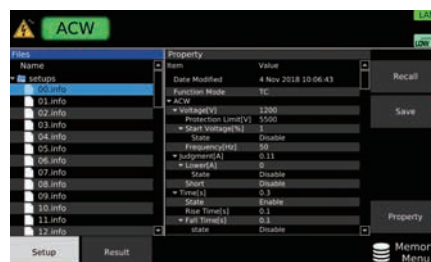 ACW
LAN
LOW
Files
Name
setups
00.info
01.info
02.info
03.info
04.info
05.info
06.info
07.info
08.info
09.info
10.info
11.info
12.info
Property
Item Value
Date Modified 4 Nov 2018 10:06:43
Function Mode TC
ACW
Voltage[V] 1200
Protection Limit[V] 5500
Start Voltage[%] 1
State Disable
Frequency[Hz] 50
Judgment[A] 0.11
Lower[A] 0
State Disable
Short Disable
Time[s] 0.3
State Enable
Rise Time[s] 0.1
Fall Time[s] 0.1
state Disable
Recall
Save
Property
Setup Result
Memor
Menu